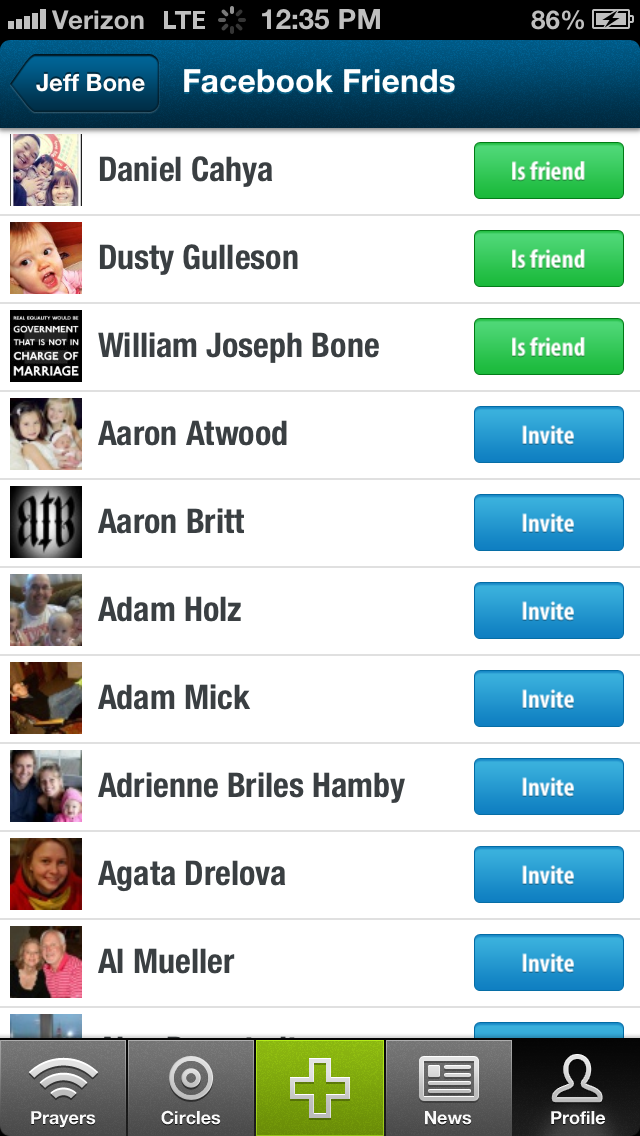 Verizon LTE 12:35 PM 86%
Jeff Bone Facebook Friends
Daniel Cahya Is friend
Dusty Gulleson Is friend
REAL EQUALITY WOULD BE
GOVERNMENT
THAT IS NOT IN
CHARGE OF
MARRIAGE
William Joseph Bone Is friend
Aaron Atwood Invite
Aaron Britt Invite
Adam Holz Invite
Adam Mick Invite
Adrienne Briles Hamby Invite
Agata Drelova Invite
Al Mueller Invite
Prayers Circles News Profile